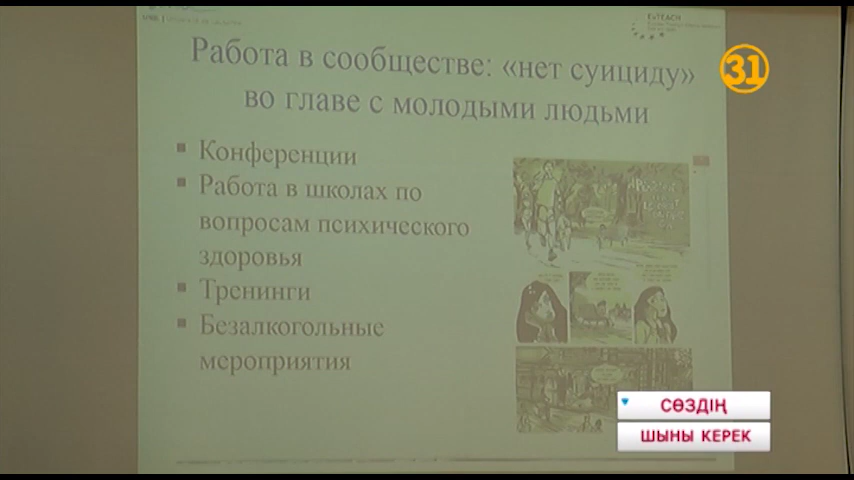 EuTEACH
31
Работа в сообществе: «нет суициду»
во главе с молодыми людьми
▪ Конференции
▪ Работа в школах по
вопросам психического
здоровья
▪ Тренинги
▪ Безалкогольные
мероприятия
СӨЗДІҢ
ШЫНЫ КЕРЕК